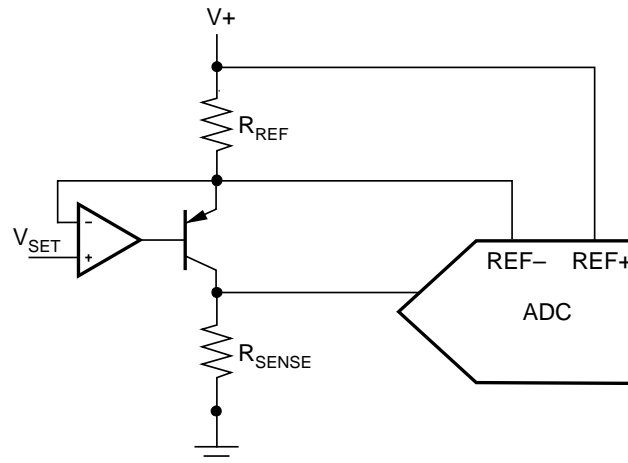 V+
R_REF
−
V_SET
+
REF− REF+
ADC
R_SENSE